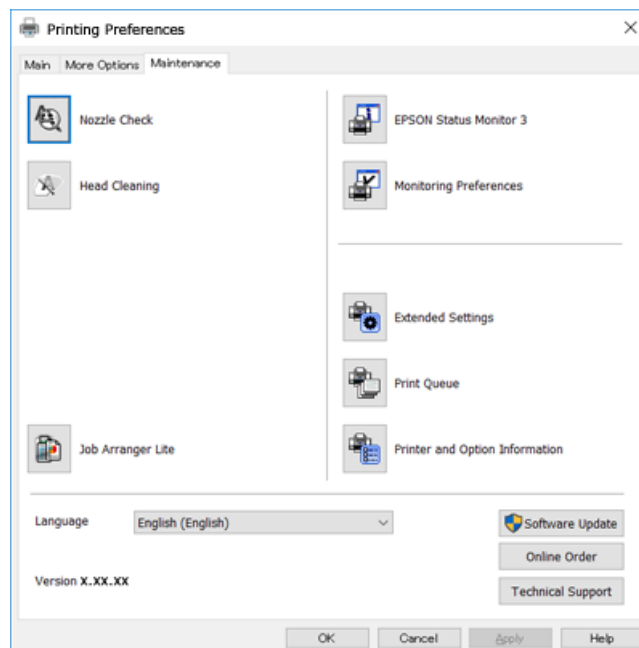 Printing Preferences
Main More Options Maintenance
Nozzle Check
Head Cleaning
Job Arranger Lite
EPSON Status Monitor 3
Monitoring Preferences
Extended Settings
Print Queue
Printer and Option Information
Language English (English)
Version X.XX.XX
Software Update
Online Order
Technical Support
OK Cancel Apply Help